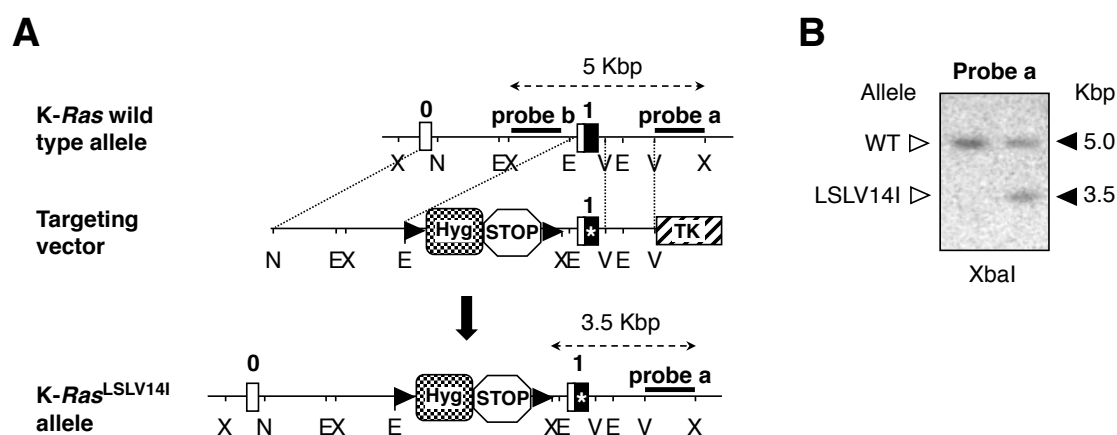 A
5 Kbp
K-Ras wild
type allele
0
probe b
1
probe a
X N EX E V E V X
Targeting
vector
1
Hyg STOP * TK
N EX E XE V E V
3.5 Kbp
K-Ras LSLV14I
allele
0
1
probe a
Hyg STOP *
X N EX E XE V E V X
B
Probe a
Allele Kbp
WT 5.0
LSLV14I 3.5
XbaI